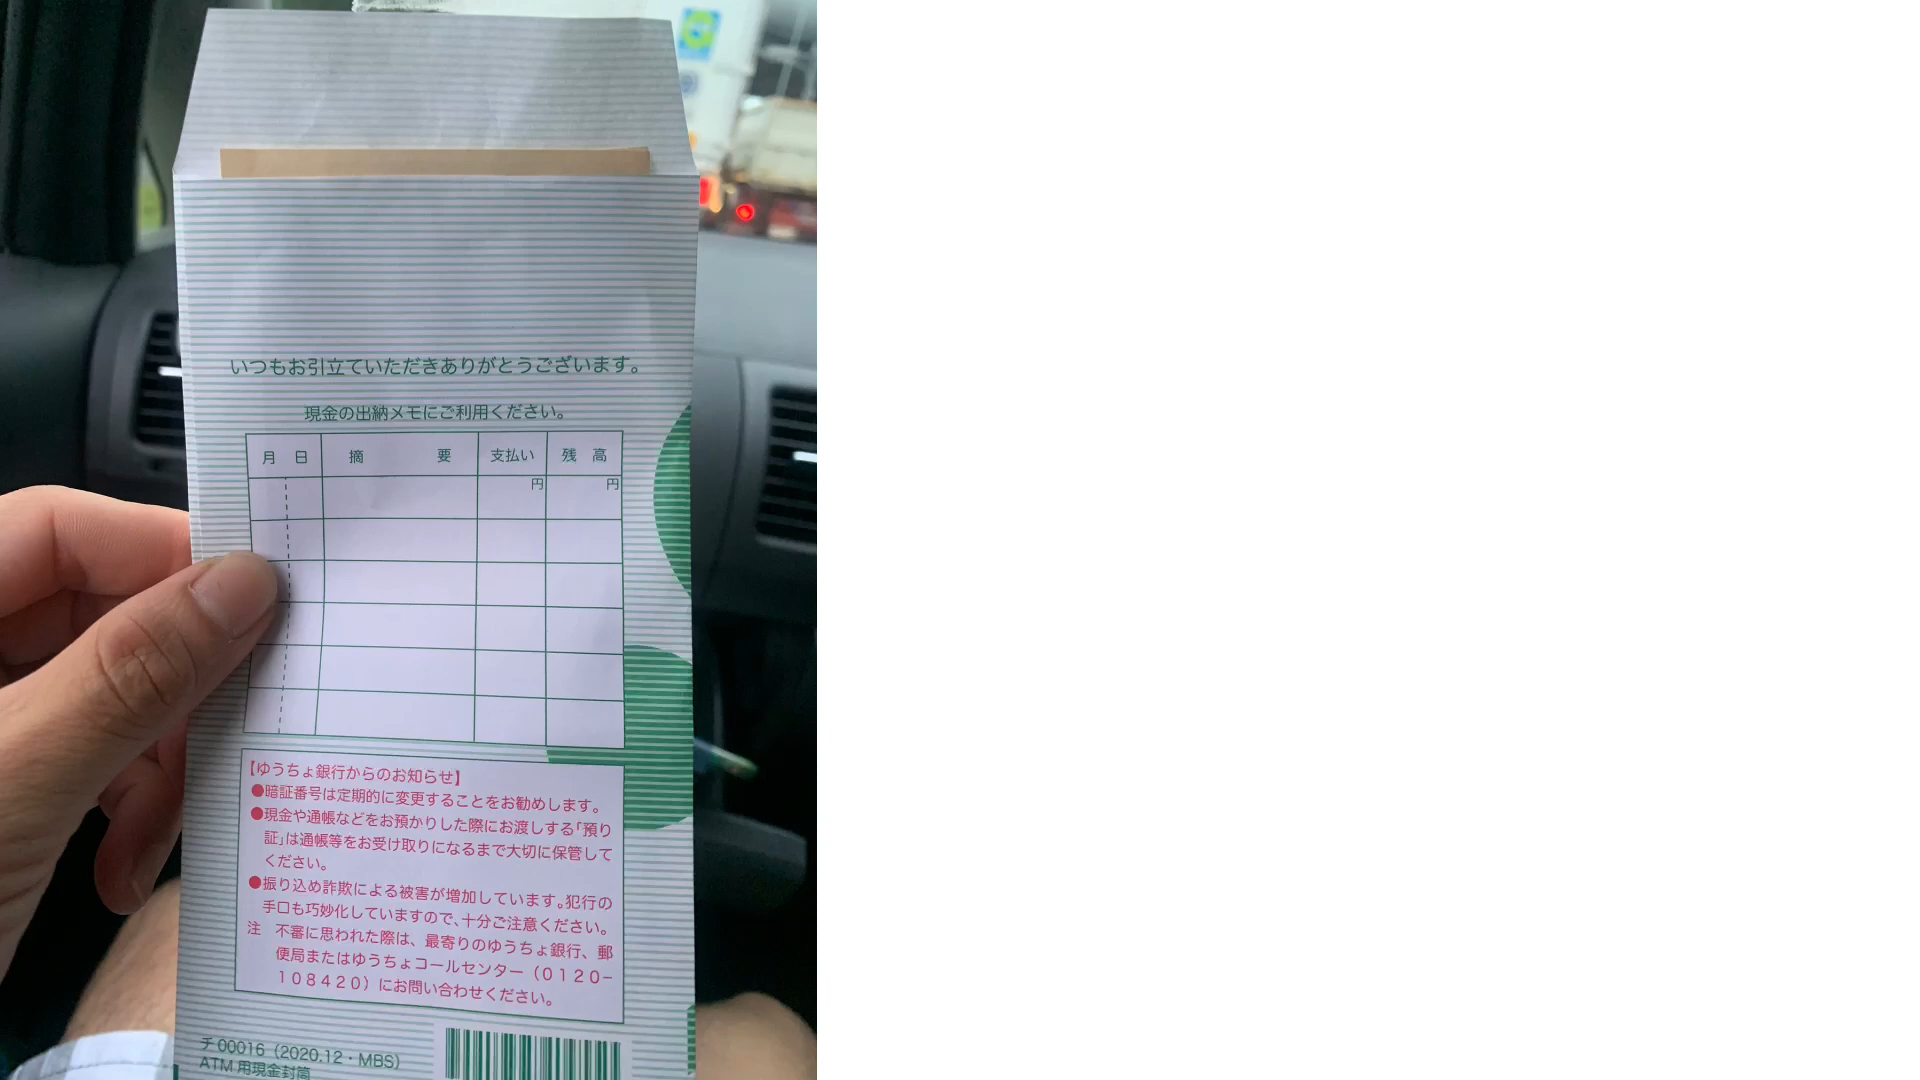 いつもお引立ていただきありがとうございます。
現金の出納メモにご利用ください。
月 日 摘 要 支払い 残 高
円 円
【ゆうちょ銀行からのお知らせ】
●暗証番号は定期的に変更することをお勧めします。
●現金や通帳などをお預かりした際にお渡しする「預り
証」は通帳等をお受け取りになるまで大切に保管して
ください。
●振り込め詐欺による被害が増加しています。犯行の
手口も巧妙化していますので、十分ご注意ください。
注 不審に思われた際は、最寄りのゆうちょ銀行、郵
便局またはゆうちょコールセンター（０１２０−
１０８４２０）にお問い合わせください。
チ00016（2020.12・MBS）
ATM用現金封筒